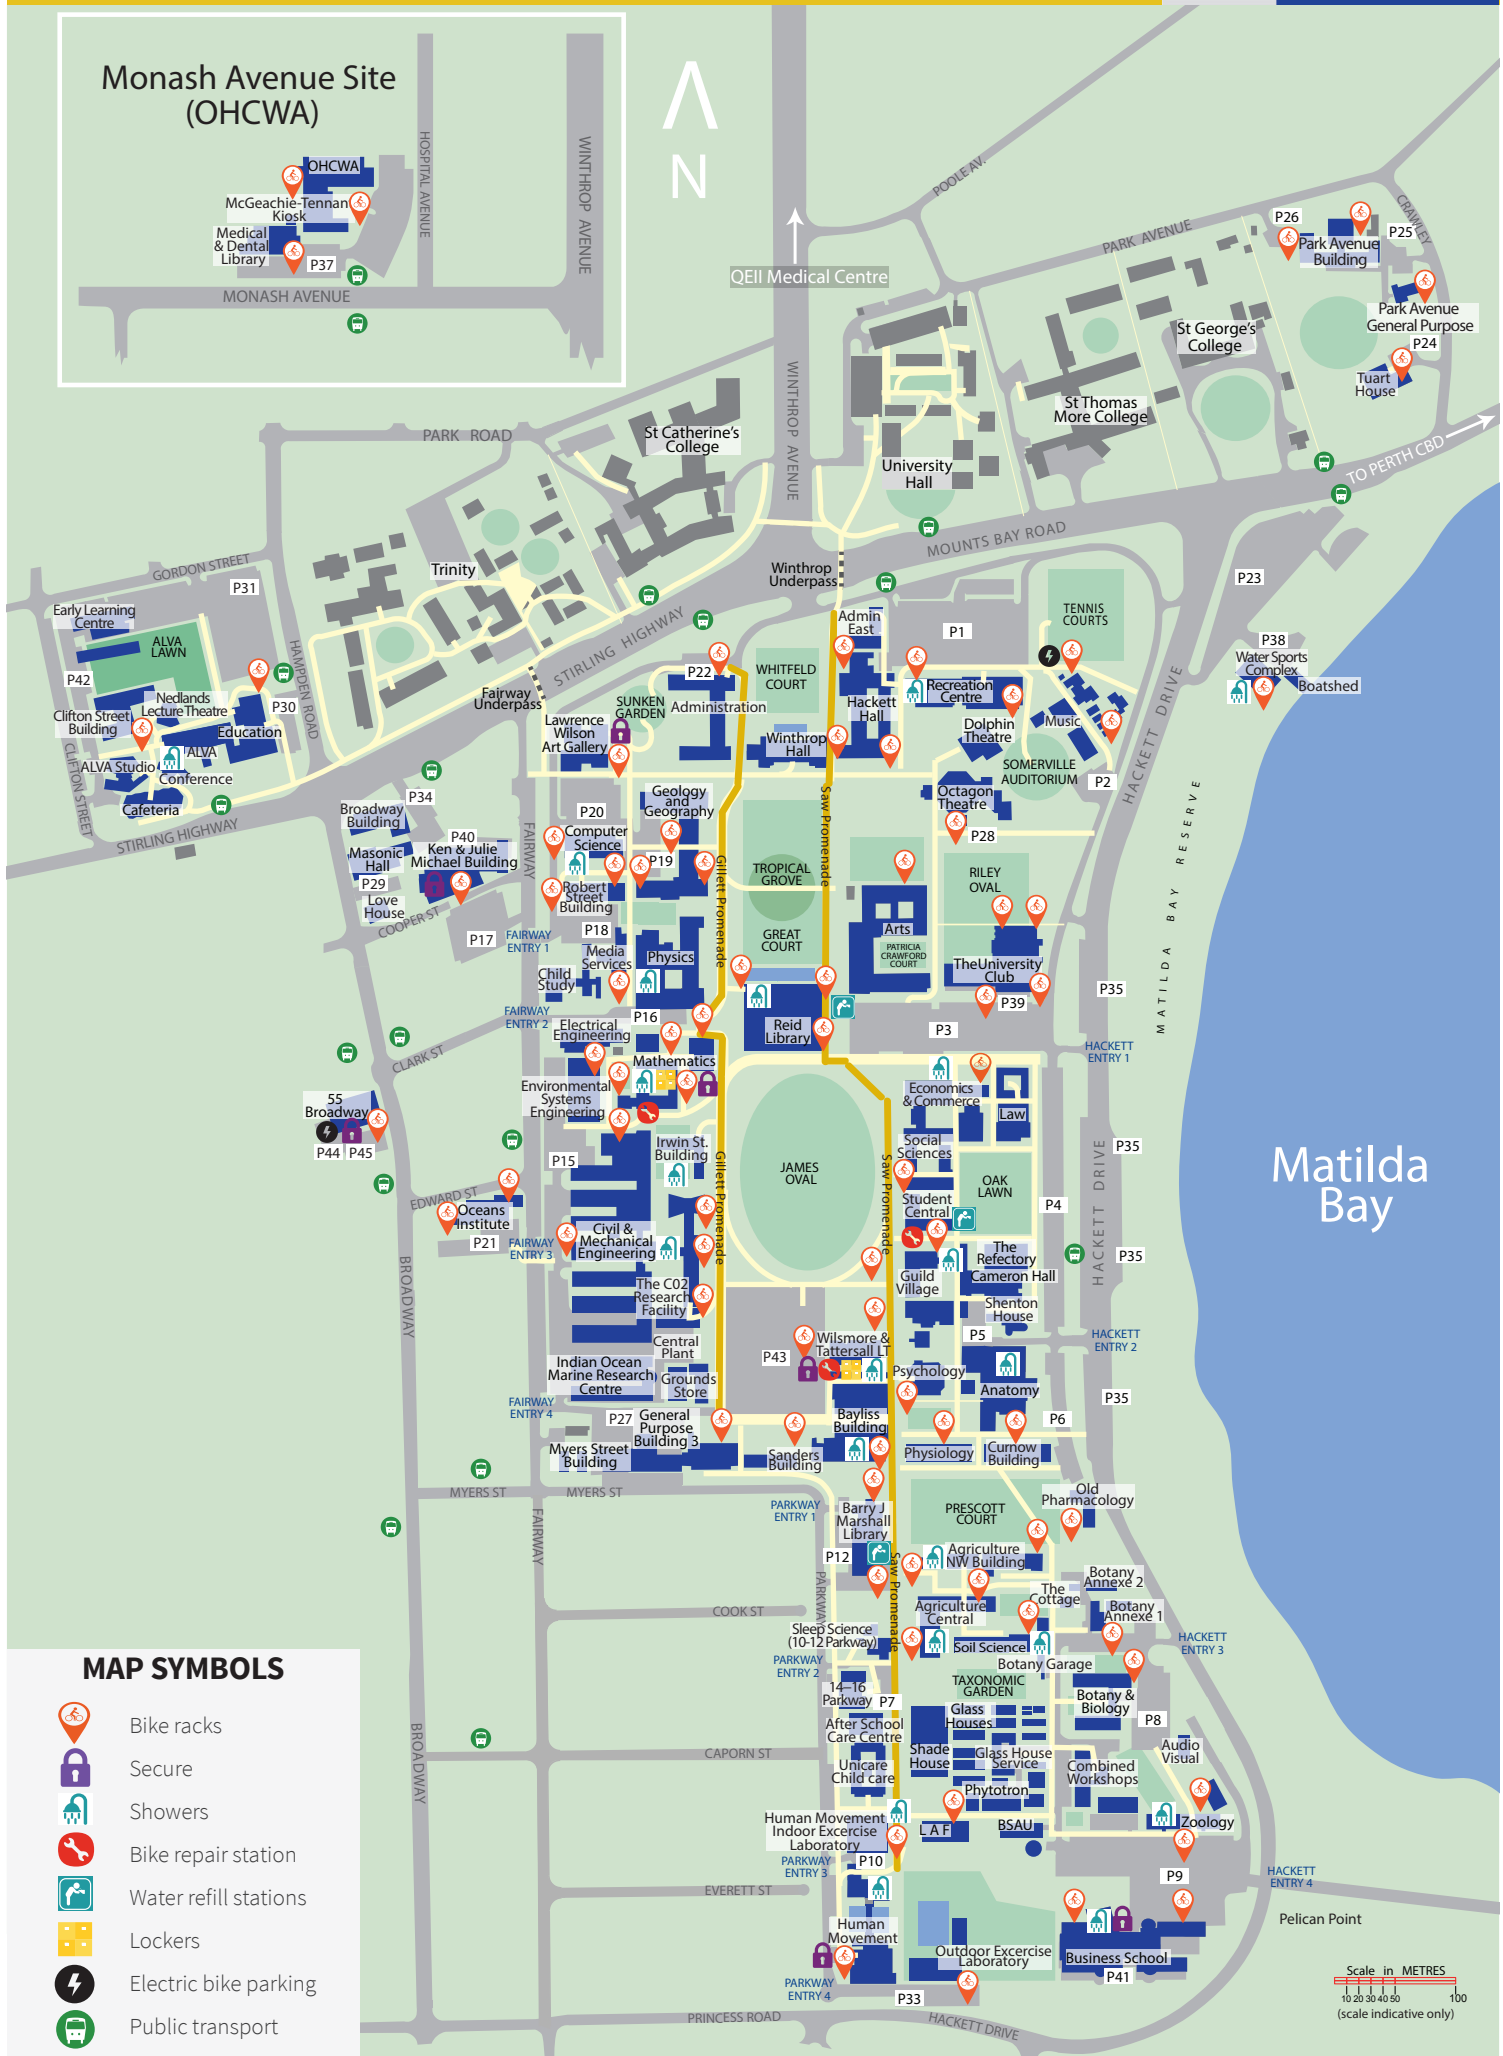 Monash Avenue Site
(OHCWA)
HOSPITAL AVENUE
WINTHROP AVENUE
OHCWA
McGeachie-Tennant
Kiosk
Medical
& Dental
Library
P37
MONASH AVENUE
N
QEII Medical Centre
POOLE AV.
PARK AVENUE
CRAWLEY
P26
P25
Park Avenue
Building
Park Avenue
General Purpose
P24
Tuart
House
St George's
College
St Thomas
More College
WINTHROP AVENUE
St Catherine's
College
University
Hall
PARK ROAD
TO PERTH CBD
MOUNTS BAY ROAD
Winthrop
Underpass
Trinity
GORDON STREET
P31
Early Learning
Centre
ALVA
LAWN
P42
HAMPDEN ROAD
Nedlands
Lecture Theatre
P30
Clifton Street
Building
Education
ALVA
ALVA Studio
Conference
Cafeteria
CLIFTON STREET
STIRLING HIGHWAY
STIRLING HIGHWAY
Fairway
Underpass
P23
P38
Water Sports
Complex
Boatshed
TENNIS
COURTS
Admin
East
P1
P22
WHITFELD
COURT
SUNKEN
GARDEN
Administration
Lawrence
Wilson
Art Gallery
Recreation
Centre
Hackett
Hall
Dolphin
Theatre
Music
Winthrop
Hall
SOMERVILLE
AUDITORIUM
P2
HACKETT DRIVE
MATILDA BAY RESERVE
Octagon
Theatre
P28
Geology
and
Geography
P20
Computer
Science
P19
Robert
Street
Building
P34
Broadway
Building
P40
Ken & Julie
Michael Building
Masonic
Hall
P29
Love
House
COOPER ST
FAIRWAY
P17
FAIRWAY
ENTRY 1
P18
Media
Services
Physics
Child
Study
Gillett Promenade
TROPICAL
GROVE
GREAT
COURT
Saw Promenade
RILEY
OVAL
Arts
PATRICIA
CRAWFORD
COURT
TheUniversity
Club
P39
P35
FAIRWAY
ENTRY 2
P16
Reid
Library
P3
HACKETT
ENTRY 1
CLARK ST
Electrical
Engineering
Mathematics
Environmental
Systems
Engineering
Economics
& Commerce
Law
55
Broadway
P44
P45
Irwin St.
Building
P15
JAMES
OVAL
Social
Sciences
OAK
LAWN
P35
HACKETT DRIVE
Matilda
Bay
Student
Central
P4
EDWARD ST
Oceans
Institute
P21
FAIRWAY
ENTRY 3
Civil &
Mechanical
Engineering
Gillett Promenade
Saw Promenade
The
Refectory
P35
Guild
Village
Cameron Hall
The C02
Research
Facility
Shenton
House
BROADWAY
Central
Plant
P43
Wilsmore &
Tattersall LT
P5
HACKETT
ENTRY 2
Indian Ocean
Marine Research
Centre
Grounds
Store
Psychology
Anatomy
P35
FAIRWAY
ENTRY 4
P27
General
Purpose
Building 3
Bayliss
Building
P6
Myers Street
Building
Sanders
Building
Physiology
Curnow
Building
MYERS ST
MYERS ST
PARKWAY
ENTRY 1
Barry J
Marshall
Library
PRESCOTT
COURT
Old
Pharmacology
FAIRWAY
P12
Agriculture
NW Building
Botany
Annexe 2
PARKWAY
Saw Promenade
The
Cottage
Botany
Annexe 1
COOK ST
Agriculture
Central
Sleep Science
(10-12 Parkway)
Soil Science
HACKETT
ENTRY 3
PARKWAY
ENTRY 2
Botany Garage
14–16
Parkway
P7
TAXONOMIC
GARDEN
Botany &
Biology
Glass
Houses
P8
After School
Care Centre
BROADWAY
CAPORN ST
Shade
House
Glass House
Service
Audio
Visual
Unicare
Child care
Combined
Workshops
Phytotron
Human Movement
Indoor Excercise
Laboratory
L A F
BSAU
Zoology
PARKWAY
ENTRY 3
P10
P9
HACKETT
ENTRY 4
EVERETT ST
Pelican Point
Human
Movement
Outdoor Excercise
Laboratory
Business School
P41
PARKWAY
ENTRY 4
P33
PRINCESS ROAD
HACKETT DRIVE
Scale in METRES
10 20 30 40 50 100
(scale indicative only)
MAP SYMBOLS
Bike racks
Secure
Showers
Bike repair station
Water refill stations
Lockers
Electric bike parking
Public transport